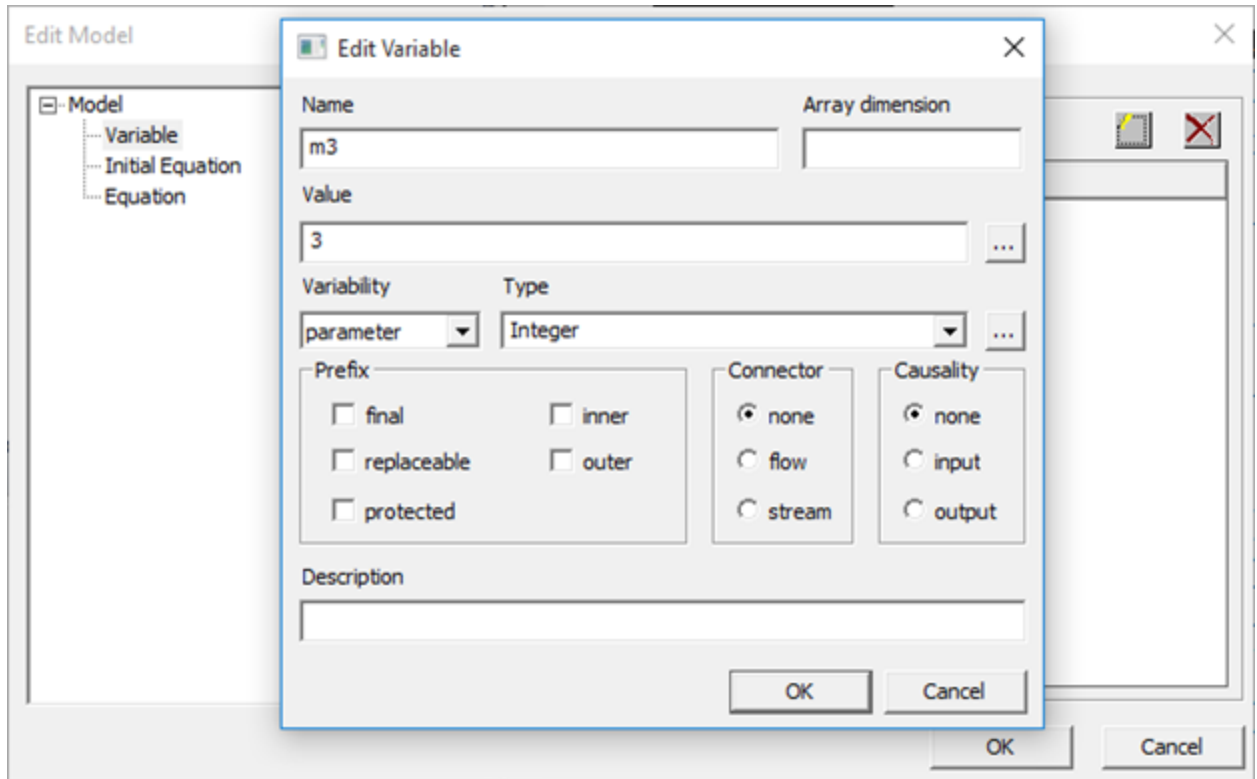 Edit Model
Edit Variable
Model
Variable
Initial Equation
Equation
Name Array dimension
m3
Value
3
...
Variability Type
parameter Integer
...
Prefix Connector Causality
final inner none none
replaceable outer flow input
protected stream output
Description
OK Cancel
OK Cancel